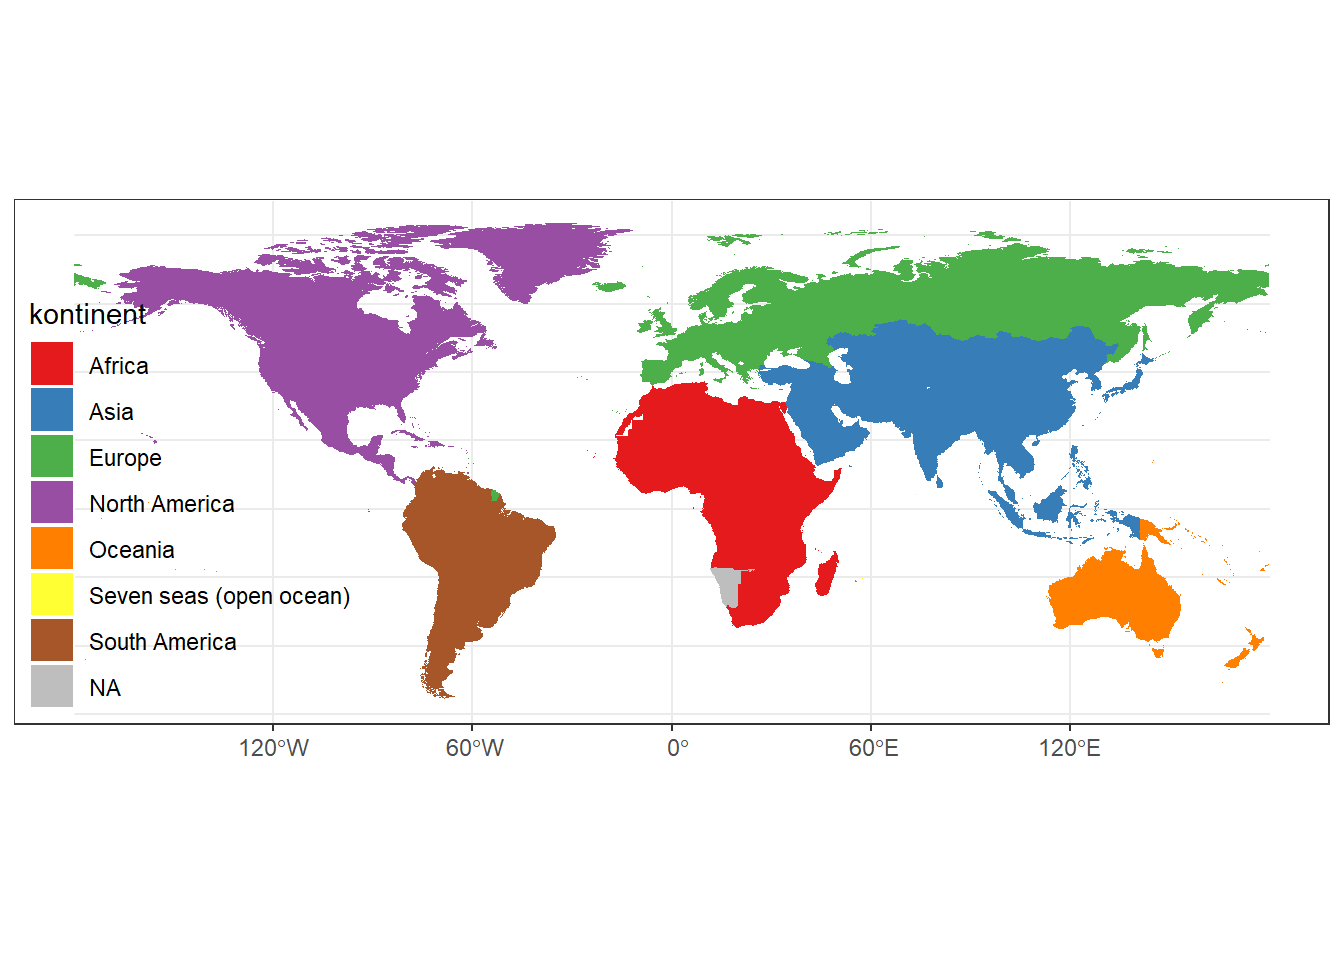 kontinent
Africa
Asia
Europe
North America
Oceania
Seven seas (open ocean)
South America
NA
120°W 60°W 0° 60°E 120°E